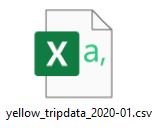 X a,
yellow_tripdata_2020-01.csv